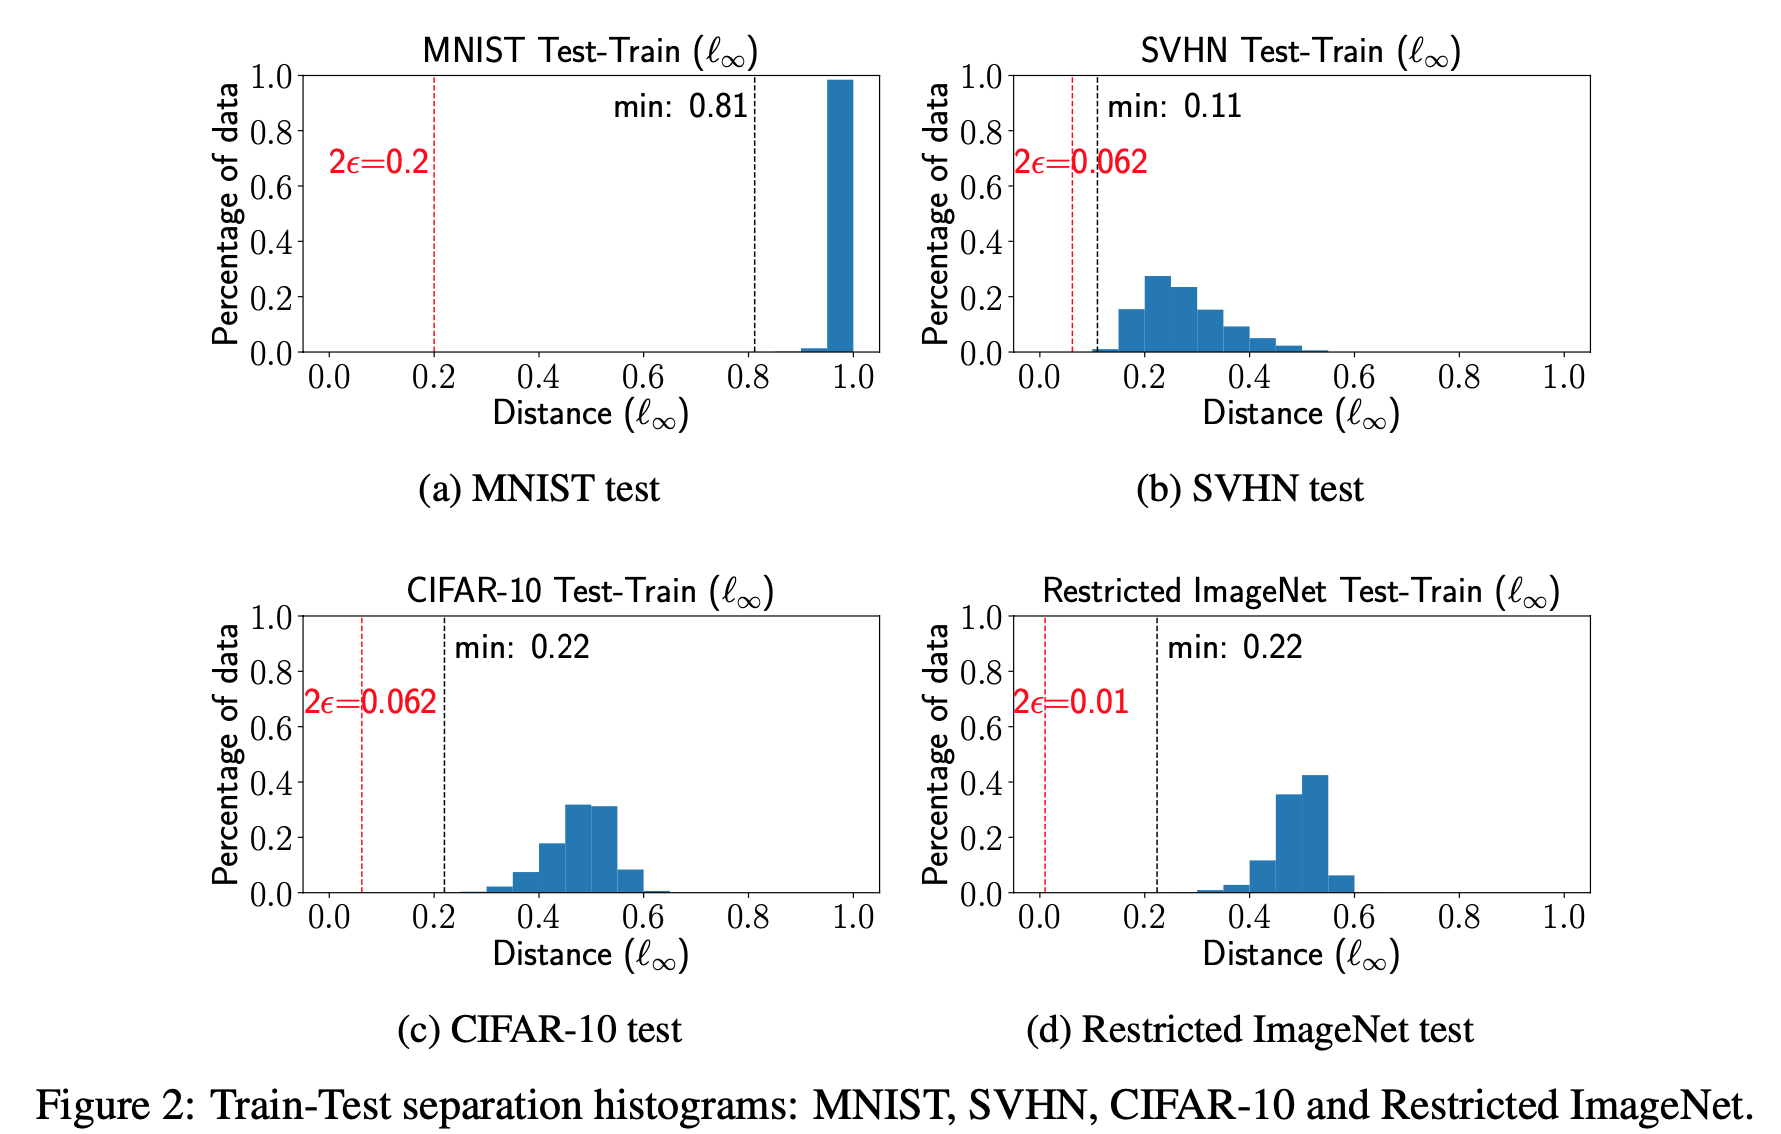 MNIST Test-Train (ℓ∞)
Percentage of data
1.0
0.8
0.6
0.4
0.2
0.0
min: 0.81
2ϵ=0.2
0.0 0.2 0.4 0.6 0.8 1.0
Distance (ℓ∞)
(a) MNIST test
SVHN Test-Train (ℓ∞)
Percentage of data
1.0
0.8
0.6
0.4
0.2
0.0
min: 0.11
2ϵ=0.062
0.0 0.2 0.4 0.6 0.8 1.0
Distance (ℓ∞)
(b) SVHN test
CIFAR-10 Test-Train (ℓ∞)
Percentage of data
1.0
0.8
0.6
0.4
0.2
0.0
min: 0.22
2ϵ=0.062
0.0 0.2 0.4 0.6 0.8 1.0
Distance (ℓ∞)
(c) CIFAR-10 test
Restricted ImageNet Test-Train (ℓ∞)
Percentage of data
1.0
0.8
0.6
0.4
0.2
0.0
min: 0.22
2ϵ=0.01
0.0 0.2 0.4 0.6 0.8 1.0
Distance (ℓ∞)
(d) Restricted ImageNet test
Figure 2: Train-Test separation histograms: MNIST, SVHN, CIFAR-10 and Restricted ImageNet.